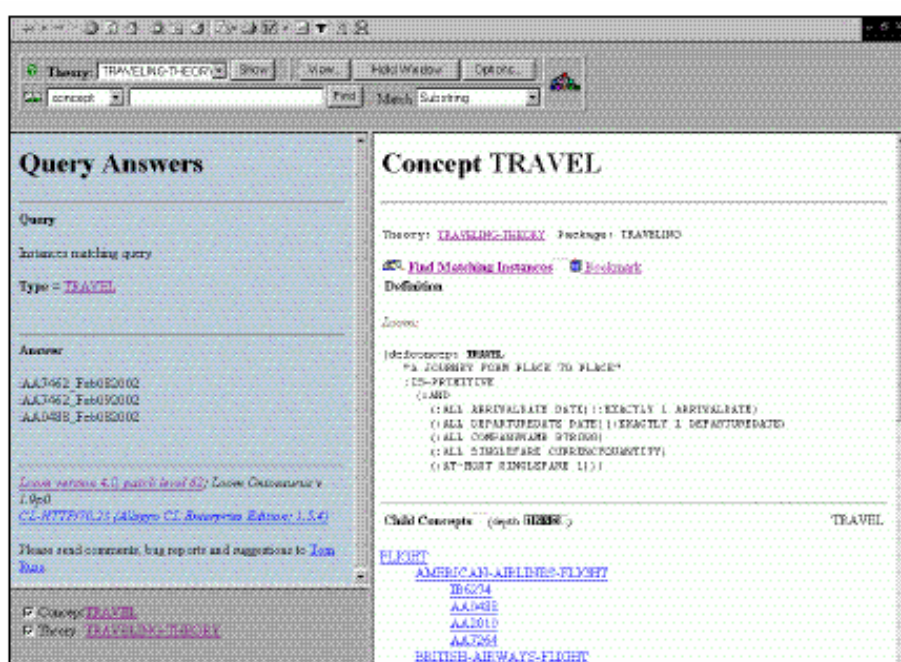 Theory: TRAVELING-THEORY Show View... Hold Window Options...
concept Find Match Substring
Query Answers
Query
Instances matching query
Type = TRAVEL
Answer
:AA7462_Feb082002
:AA7462_Feb092002
:AA0488_Feb082002
Loom version 4.0, patch level 62; Loom Ontosaurus v
1.9p0
CL-HTTP/70.23 (Allegro CL Enterprise Edition; 1.5.4)
Please send comments, bug reports and suggestions to Tom
Concept TRAVEL
Theory: TRAVELING-THEORY
Concept TRAVEL
Theory: TRAVELING-THEORY Package: TRAVELING
Find Matching Instances Bookmark
Definition
Loom:
(defconcept TRAVEL
"A JOURNEY FORM PLACE TO PLACE"
:IS-PRIMITIVE
(:AND
(:ALL ARRIVALDATE DATE)(:EXACTLY 1 ARRIVALDATE)
(:ALL DEPARTUREDATE DATE)(:EXACTLY 1 DEPARTUREDATE)
(:ALL COMPANYNAME STRING)
(:ALL SINGLEFARE CURRENCYQUANTITY)
(:AT-MOST SINGLEFARE 1)))
Child Concepts (depth ) TRAVEL
FLIGHT
AMERICAN-AIRLINES-FLIGHT
IB6274
AA0488
AA2010
AA7264
BRITISH-AIRWAYS-FLIGHT